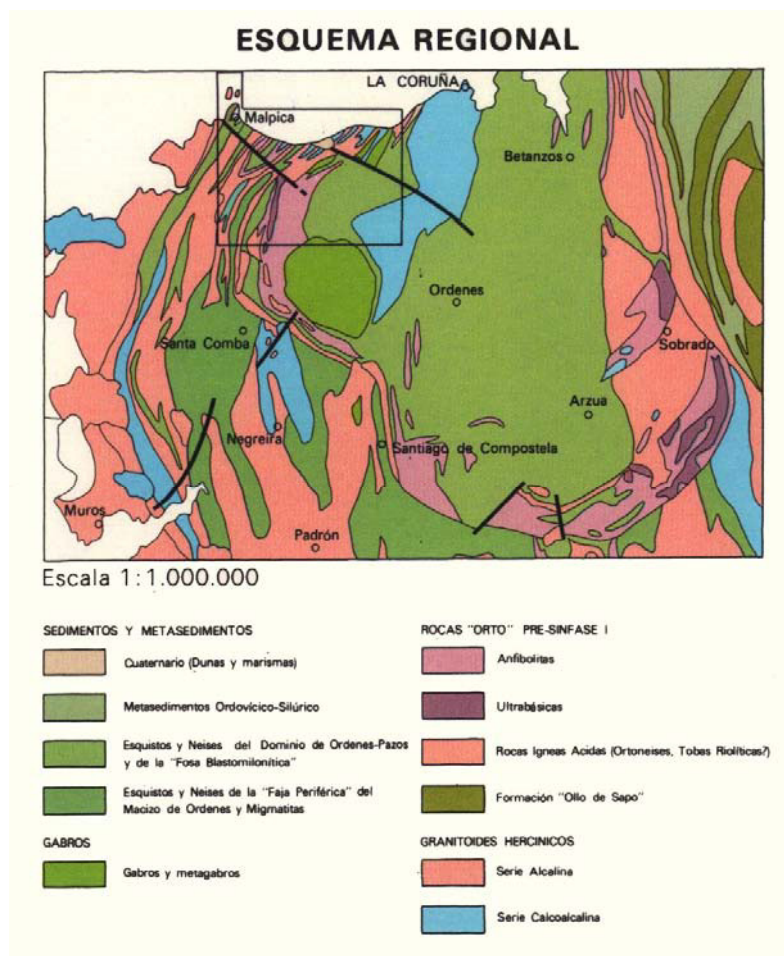 ESQUEMA REGIONAL
LA CORUÑA
Malpica
Betanzos
Ordenes
Santa Comba
Sobrado
Arzua
Negreira
Santiago de Compostela
Muros
Padrón
Escala 1:1.000.000
SEDIMENTOS Y METASEDIMENTOS
Cuaternario (Dunas y marismas)
Metasedimentos Ordovícico-Silúrico
Esquistos y Neises del Dominio de Ordenes-Pazos
y de la "Fosa Blastomilonítica"
Esquistos y Neises de la "Faja Periférica" del
Macizo de Ordenes y Migmatitas
GABROS
Gabros y metagabros
ROCAS "ORTO" PRE-SINFASE I
Anfibolitas
Ultrabásicas
Rocas Igneas Acidas (Ortoneises, Tobas Riolíticas?)
Formación "Ollo de Sapo"
GRANITOIDES HERCINICOS
Serie Alcalina
Serie Calcoalcalina